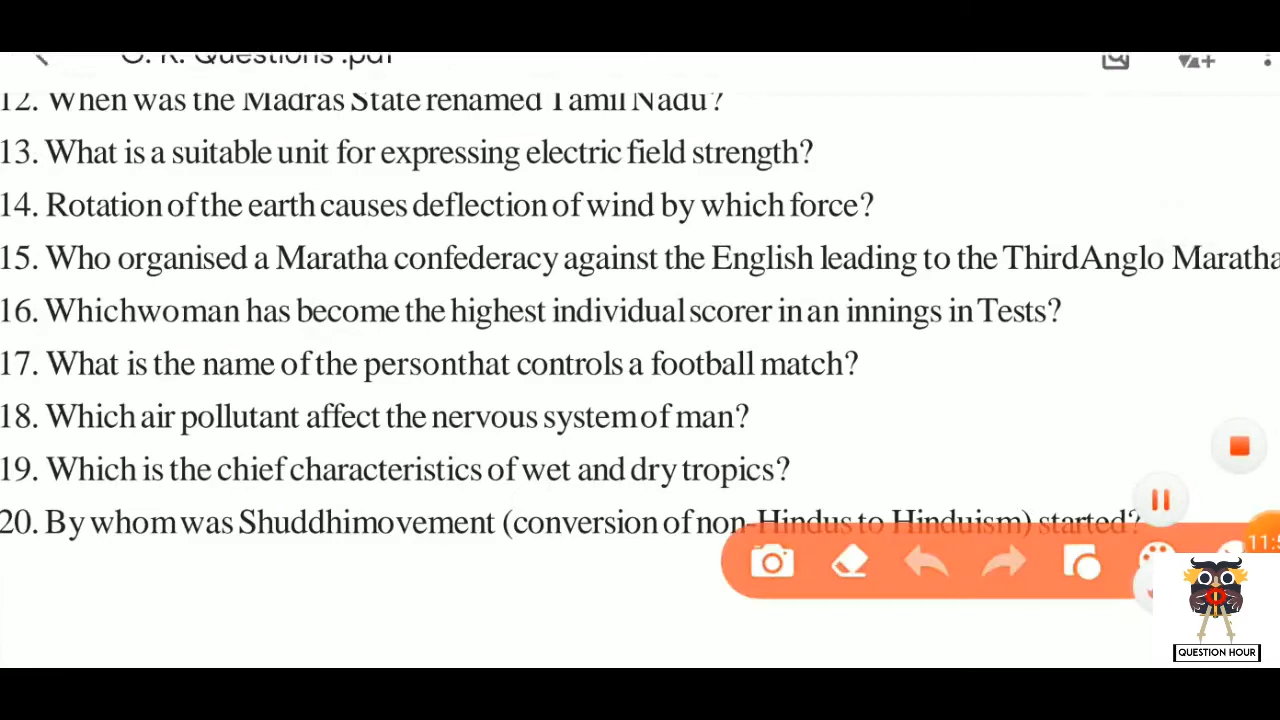 G. K. Questions .pdf
12. When was the Madras State renamed Tamil Nadu?
13. What is a suitable unit for expressing electric field strength?
14. Rotation of the earth causes deflection of wind by which force?
15. Who organised a Maratha confederacy against the English leading to the ThirdAnglo Maratha
16. Whichwoman has become the highest individual scorer in an innings in Tests?
17. What is the name of the personthat controls a football match?
18. Which air pollutant affect the nervous system of man?
19. Which is the chief characteristics of wet and dry tropics?
20. By whom was Shuddhimovement (conversion of non-Hindus to Hinduism) started?
QUESTION HOUR